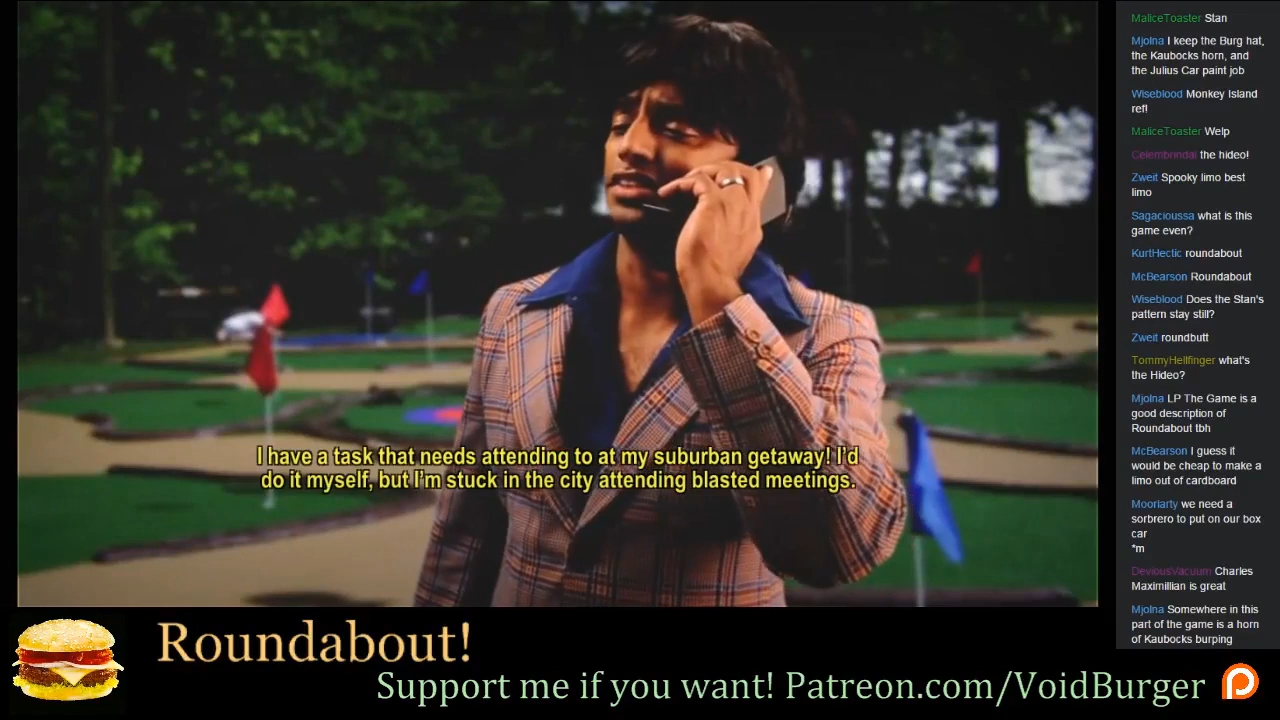 I have a task that needs attending to at my suburban getaway! I'd
do it myself, but I'm stuck in the city attending blasted meetings.
Roundabout!
Support me if you want! Patreon.com/VoidBurger
MaliceToaster Stan
Mjolna I keep the Burg hat,
the Kaubocks horn, and
the Julius Car paint job
Wiseblood Monkey Island
ref!
MaliceToaster Welp
Celembrindal the hideo!
Zweit Spooky limo best
limo
Sagacioussa what is this
game even?
KurtHectic roundabout
McBearson Roundabout
Wiseblood Does the Stan's
pattern stay still?
Zweit roundbutt
TommyHellfinger what's
the Hideo?
Mjolna LP The Game is a
good description of
Roundabout tbh
McBearson I guess it
would be cheap to make a
limo out of cardboard
Mooriarty we need a
sorbrero to put on our box
car
*m
DeviousVacuum Charles
Maximillian is great
Mjolna Somewhere in this
part of the game is a horn
of Kaubocks burping